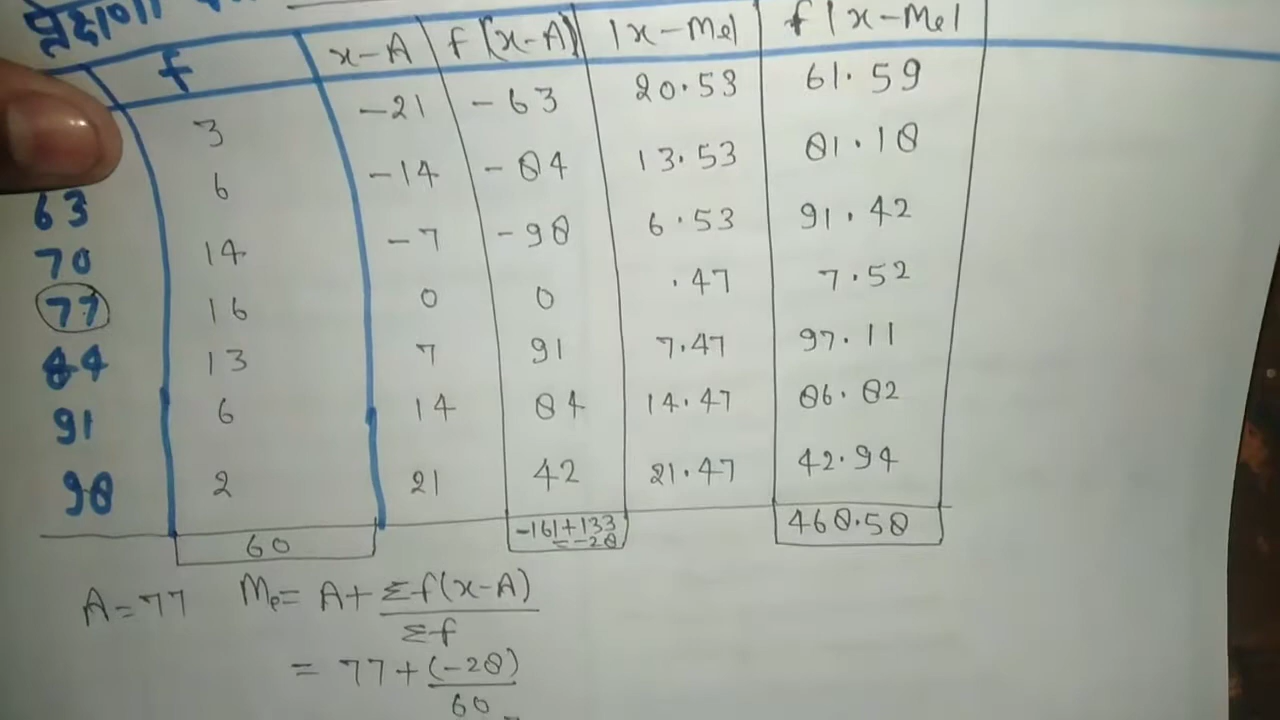 प्रेक्षण
f x-A f(x-A) |x-Me| f|x-Me|
3 -21 -63 20.53 61.59
63 6 -14 -84 13.53 81.18
70 14 -7 -98 6.53 91.42
77 16 0 0 .47 7.52
84 13 7 91 7.47 97.11
91 6 14 84 14.47 86.82
98 2 21 42 21.47 42.94
60 -161+133 468.58
=-28
A=77 Me= A+ Σf(x-A)
Σf
= 77+ (-28)
60